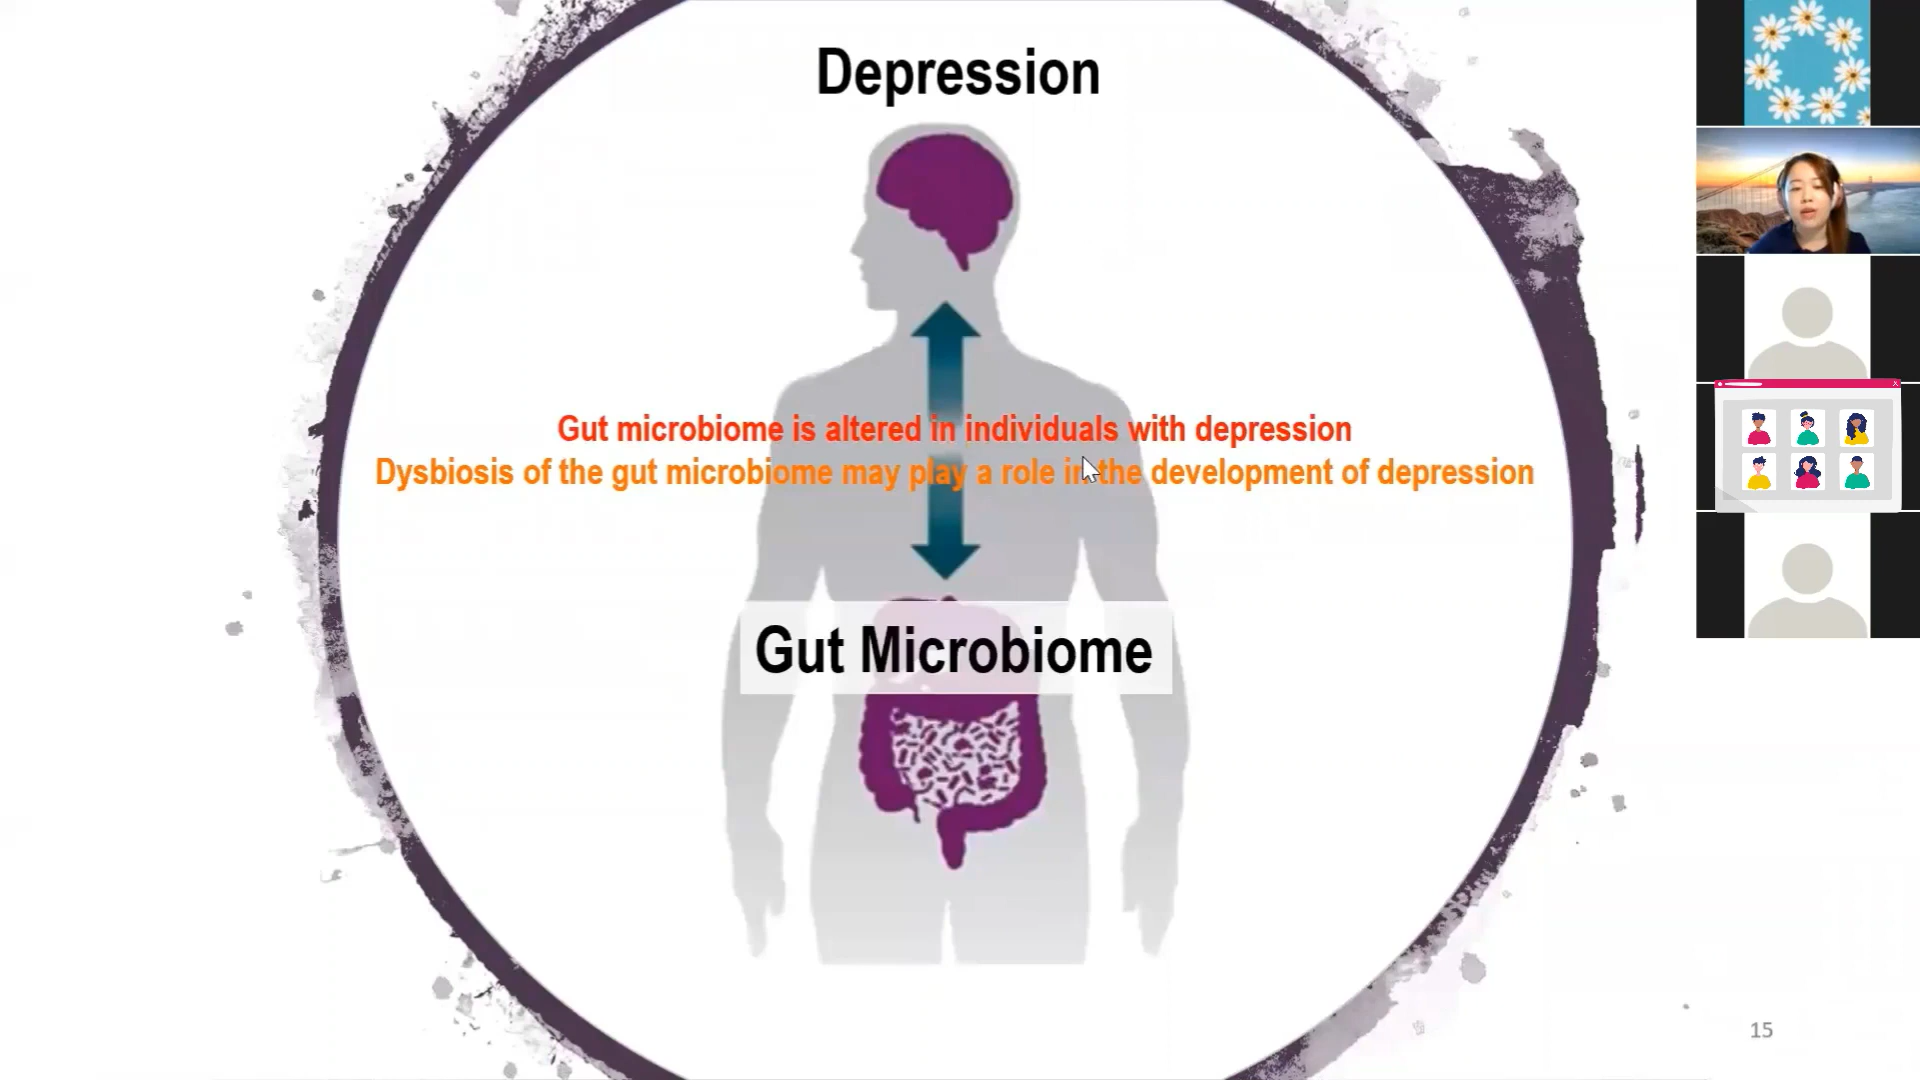 Depression
Gut microbiome is altered in individuals with depression
Dysbiosis of the gut microbiome may play a role in the development of depression
Gut Microbiome
15